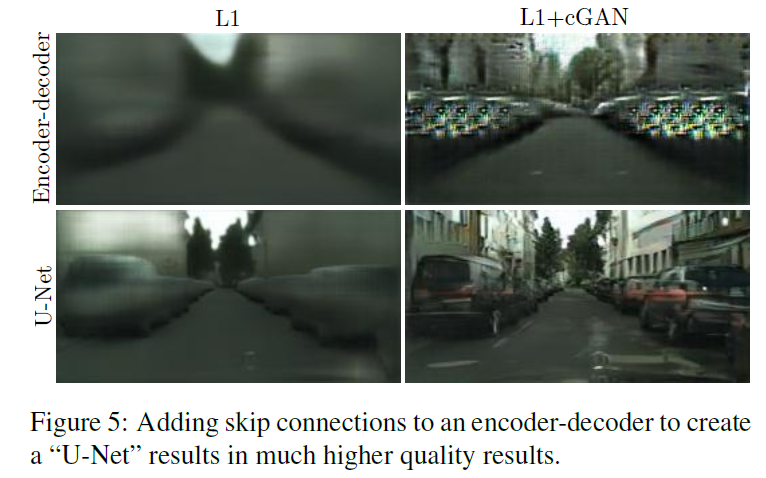 L1
L1+cGAN
Encoder-decoder
U-Net
Figure 5: Adding skip connections to an encoder-decoder to create
a “U-Net” results in much higher quality results.